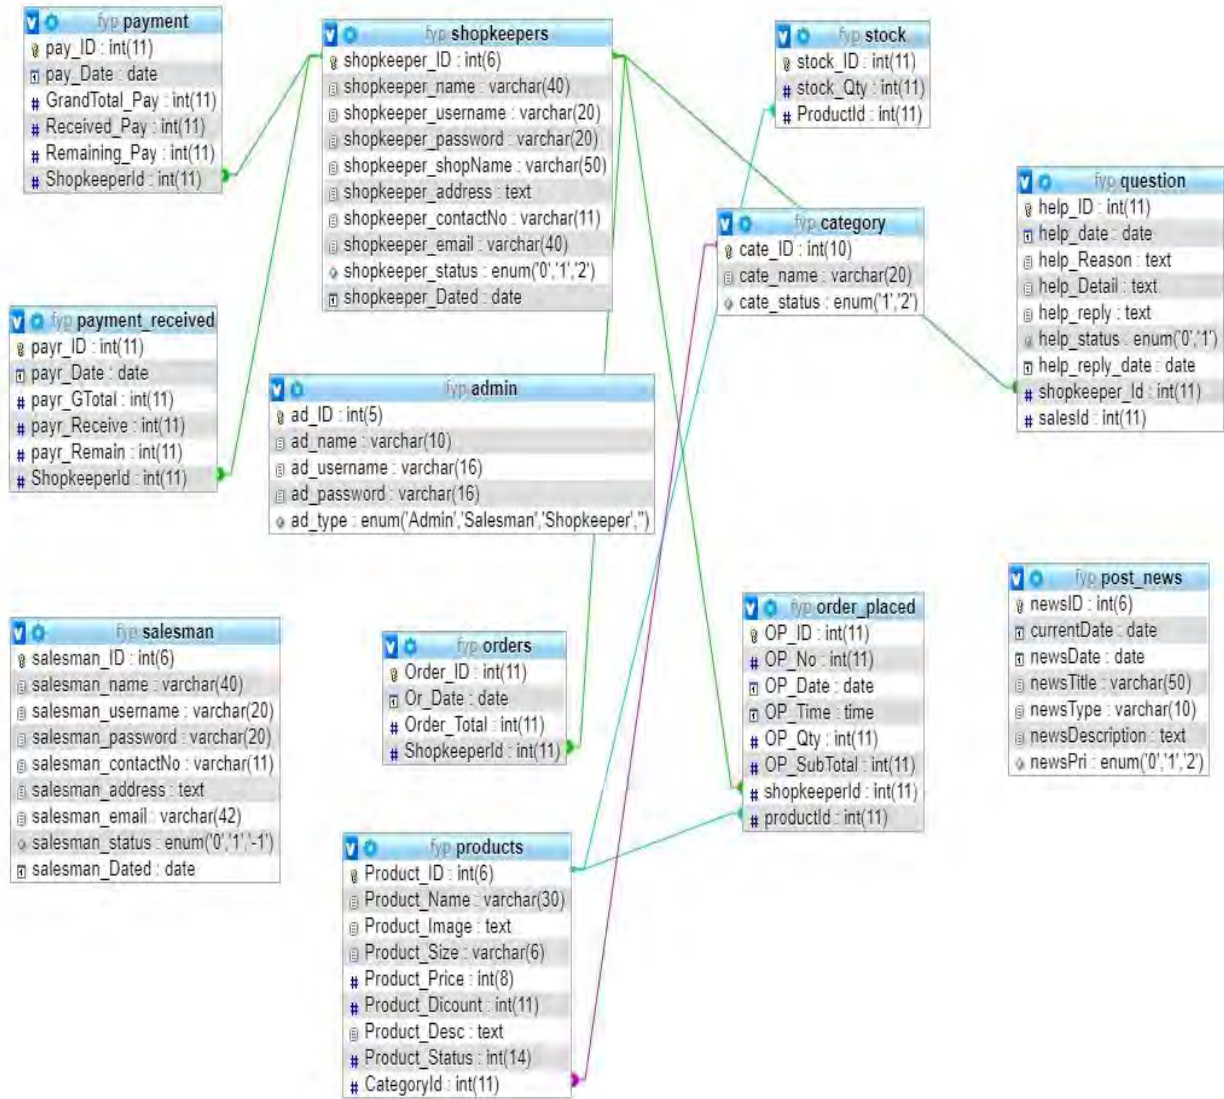 fyp payment
pay_ID : int(11)
pay_Date : date
GrandTotal_Pay : int(11)
Received_Pay : int(11)
Remaining_Pay : int(11)
ShopkeeperId : int(11)
fyp shopkeepers
shopkeeper_ID : int(6)
shopkeeper_name : varchar(40)
shopkeeper_username : varchar(20)
shopkeeper_password : varchar(20)
shopkeeper_shopName : varchar(50)
shopkeeper_address : text
shopkeeper_contactNo : varchar(11)
shopkeeper_email : varchar(40)
shopkeeper_status : enum('0','1','2')
shopkeeper_Dated : date
fyp stock
stock_ID : int(11)
stock_Qty : int(11)
ProductId : int(11)
fyp category
cate_ID : int(10)
cate_name : varchar(20)
cate_status : enum('1','2')
fyp question
help_ID : int(11)
help_date : date
help_Reason : text
help_Detail : text
help_reply : text
help_status : enum('0','1')
help_reply_date : date
shopkeeper_Id : int(11)
salesId : int(11)
fyp payment_received
payr_ID : int(11)
payr_Date : date
payr_GTotal : int(11)
payr_Receive : int(11)
payr_Remain : int(11)
ShopkeeperId : int(11)
fyp admin
ad_ID : int(5)
ad_name : varchar(10)
ad_username : varchar(16)
ad_password : varchar(16)
ad_type : enum('Admin','Salesman','Shopkeeper','')
fyp salesman
salesman_ID : int(6)
salesman_name : varchar(40)
salesman_username : varchar(20)
salesman_password : varchar(20)
salesman_contactNo : varchar(11)
salesman_address : text
salesman_email : varchar(42)
salesman_status : enum('0','1','-1')
salesman_Dated : date
fyp orders
Order_ID : int(11)
Or_Date : date
Order_Total : int(11)
ShopkeeperId : int(11)
fyp order_placed
OP_ID : int(11)
OP_No : int(11)
OP_Date : date
OP_Time : time
OP_Qty : int(11)
OP_SubTotal : int(11)
shopkeeperId : int(11)
productId : int(11)
fyp post_news
newsID : int(6)
currentDate : date
newsDate : date
newsTitle : varchar(50)
newsType : varchar(10)
newsDescription : text
newsPri : enum('0','1','2')
fyp products
Product_ID : int(6)
Product_Name : varchar(30)
Product_Image : text
Product_Size : varchar(6)
Product_Price : int(8)
Product_Dicount : int(11)
Product_Desc : text
Product_Status : int(14)
CategoryId : int(11)